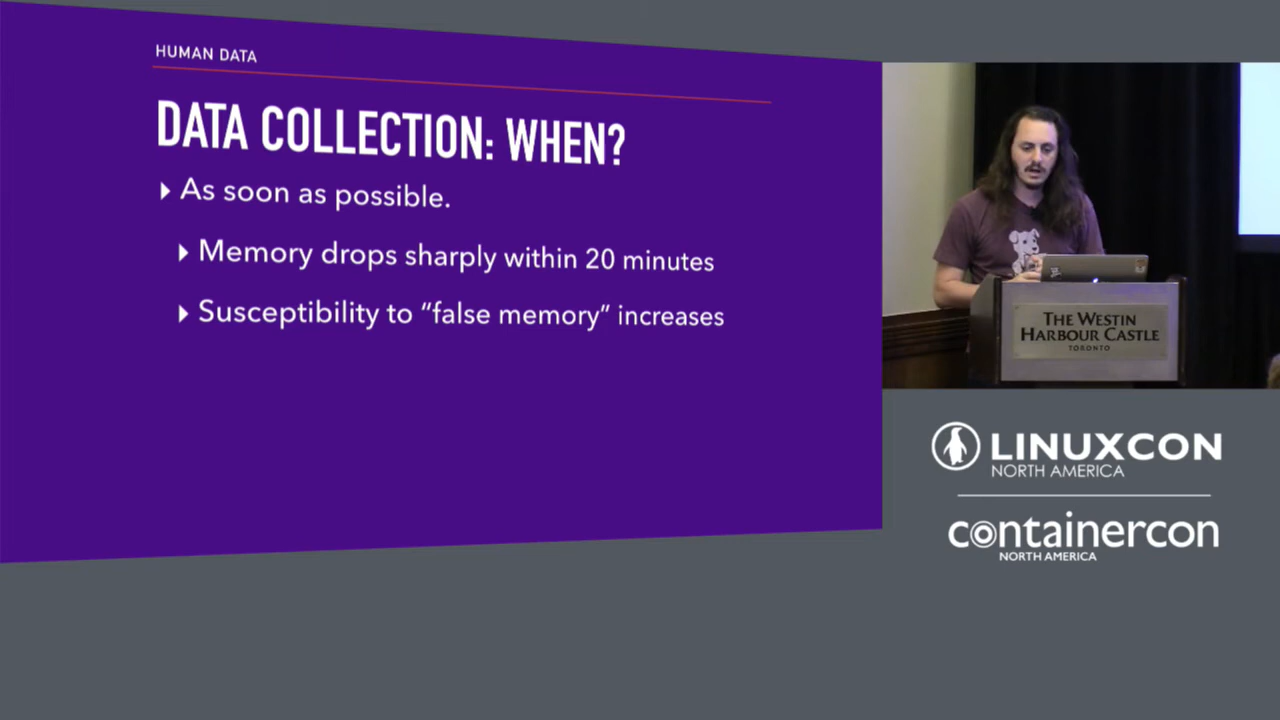 HUMAN DATA
DATA COLLECTION: WHEN?
As soon as possible.
Memory drops sharply within 20 minutes
Susceptibility to “false memory” increases
THE WESTIN
HARBOUR CASTLE
TORONTO
LINUXCON
NORTH AMERICA
containercon
NORTH AMERICA